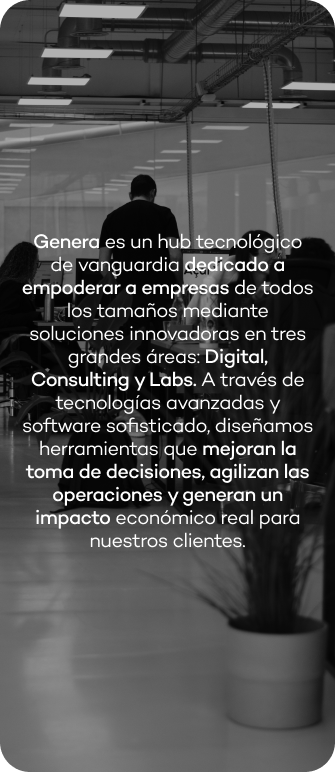 Genera es un hub tecnológico
de vanguardia dedicado a
empoderar a empresas de todos
los tamaños mediante
soluciones innovadoras en tres
grandes áreas: Digital,
Consulting y Labs. A través de
tecnologías avanzadas y
software sofisticado, diseñamos
herramientas que mejoran la
toma de decisiones, agilizan las
operaciones y generan un
impacto económico real para
nuestros clientes.